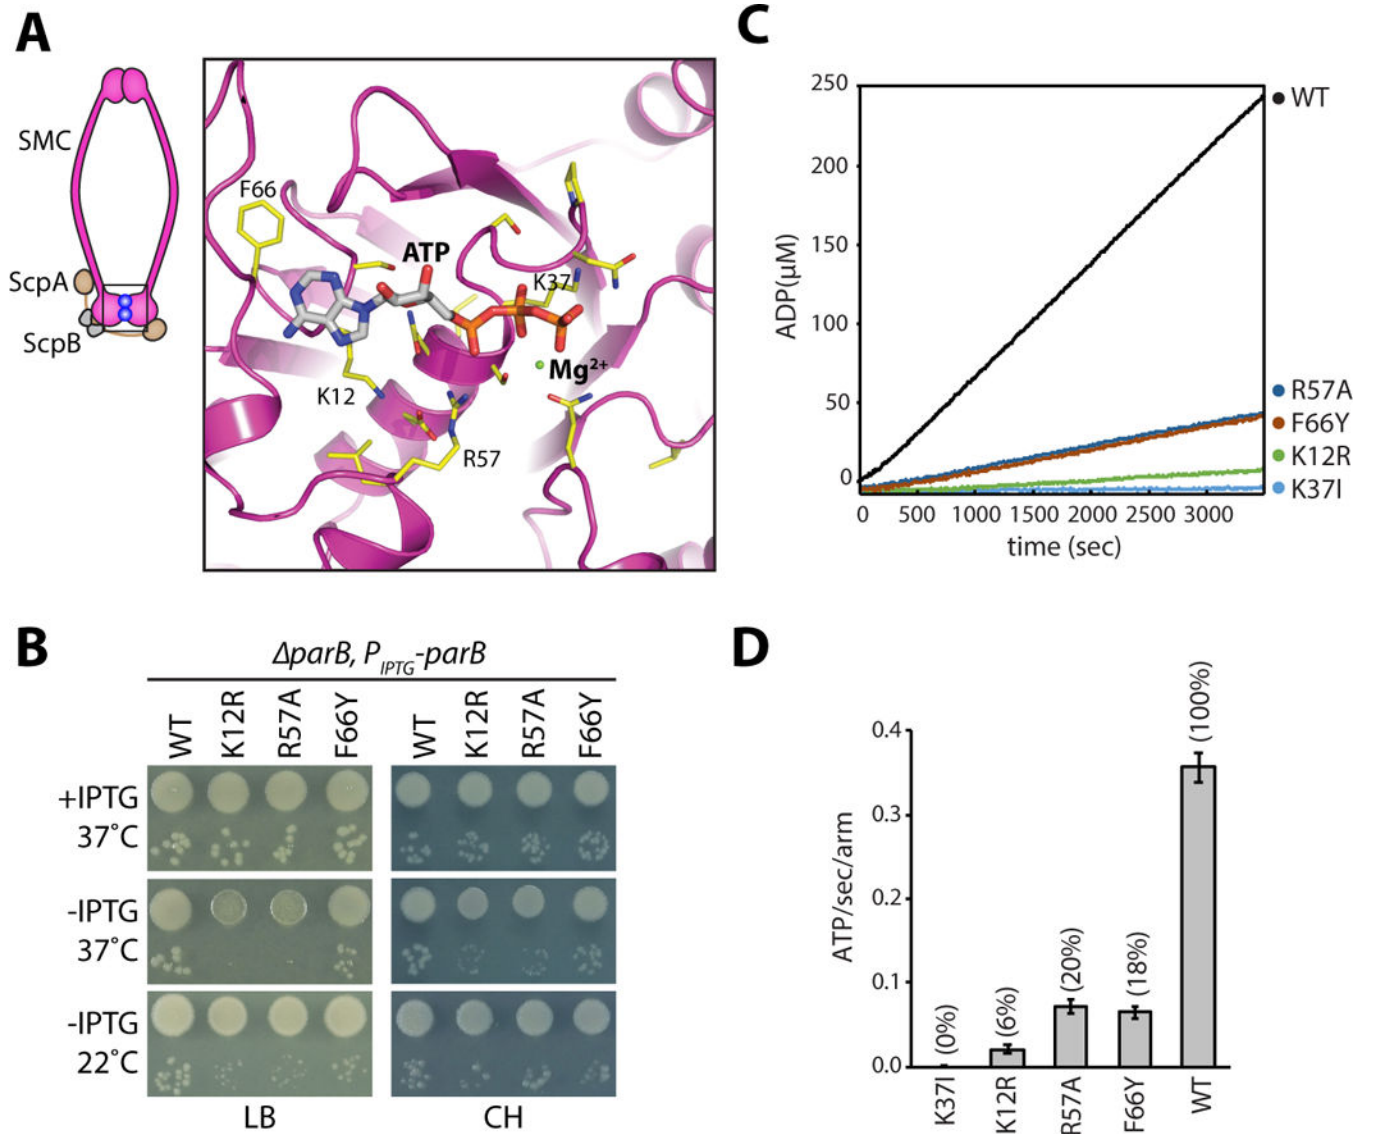 A
SMC
ScpA
ScpB
F66
ATP
K37
Mg²⁺
K12
R57
C
250
200
150
100
50
0
ADP(μM)
0 500 1000 1500 2000 2500 3000
time (sec)
WT
R57A
F66Y
K12R
K37I
B
ΔparB, P_IPTG-parB
WT K12R R57A F66Y WT K12R R57A F66Y
+IPTG
37˚C
-IPTG
37˚C
-IPTG
22˚C
LB CH
D
0.4
0.3
0.2
0.1
0.0
ATP/sec/arm
(0%) (6%) (20%) (18%) (100%)
K37I K12R R57A F66Y WT